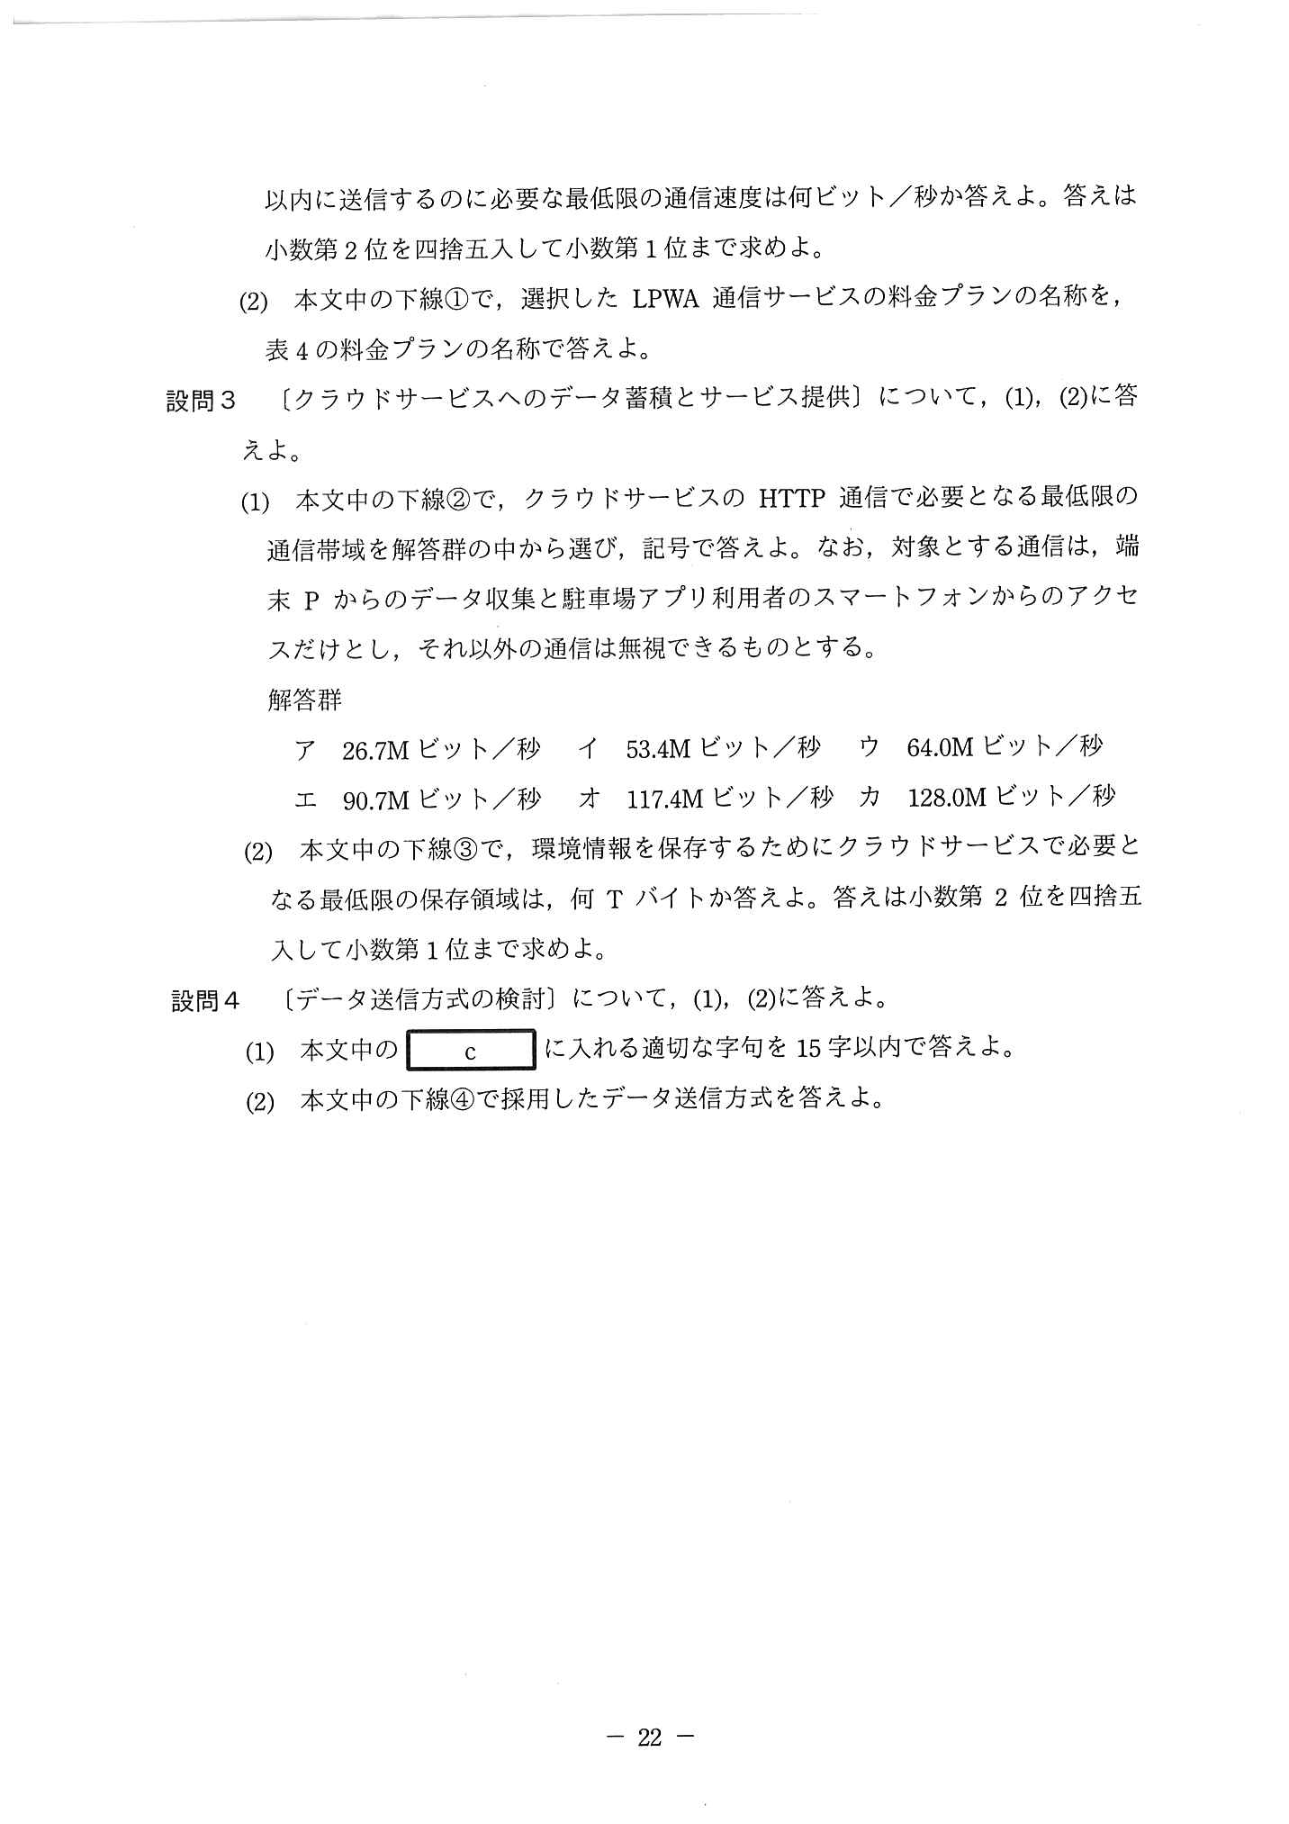 以内に送信するのに必要な最低限の通信速度は何ビット／秒か答えよ。答えは
小数第2位を四捨五入して小数第1位まで求めよ。
(2) 本文中の下線①で，選択した LPWA 通信サービスの料金プランの名称を，
表4の料金プランの名称で答えよ。
設問3 〔クラウドサービスへのデータ蓄積とサービス提供〕について，(1)，(2)に答
えよ。
(1) 本文中の下線②で，クラウドサービスの HTTP 通信で必要となる最低限の
通信帯域を解答群の中から選び，記号で答えよ。なお，対象とする通信は，端
末 P からのデータ収集と駐車場アプリ利用者のスマートフォンからのアクセ
スだけとし，それ以外の通信は無視できるものとする。
解答群
ア 26.7M ビット／秒 イ 53.4M ビット／秒 ウ 64.0M ビット／秒
エ 90.7M ビット／秒 オ 117.4M ビット／秒 カ 128.0M ビット／秒
(2) 本文中の下線③で，環境情報を保存するためにクラウドサービスで必要と
なる最低限の保存領域は，何 T バイトか答えよ。答えは小数第 2 位を四捨五
入して小数第1位まで求めよ。
設問4 〔データ送信方式の検討〕について，(1)，(2)に答えよ。
(1) 本文中の c に入れる適切な字句を 15 字以内で答えよ。
(2) 本文中の下線④で採用したデータ送信方式を答えよ。
－ 22 －